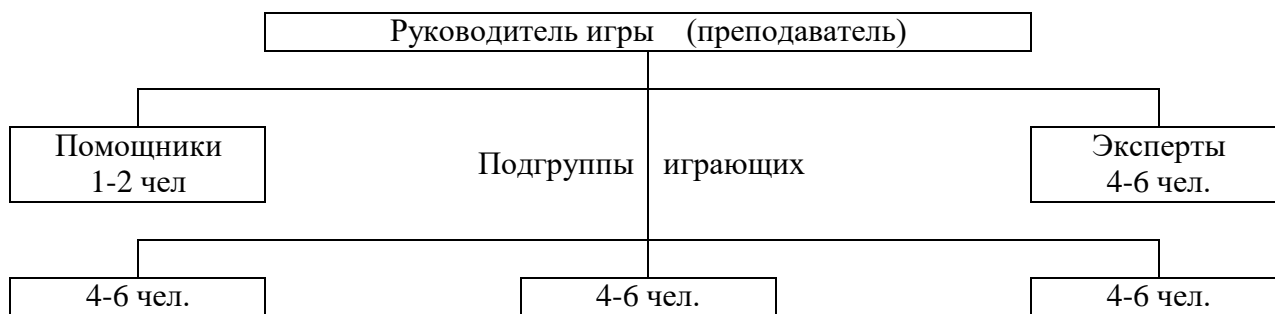 Руководитель игры (преподаватель)
Помощники
1-2 чел
Подгруппы играющих
Эксперты
4-6 чел.
4-6 чел.
4-6 чел.
4-6 чел.